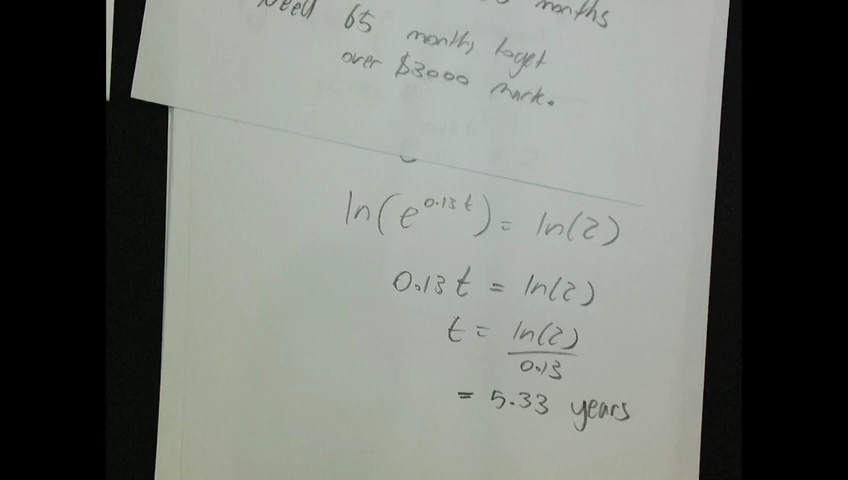 months
Need 65 months to get
over $3000 mark.
ln(e^0.13t) = ln(2)
0.13t = ln(2)
t = ln(2)/0.13
= 5.33 years